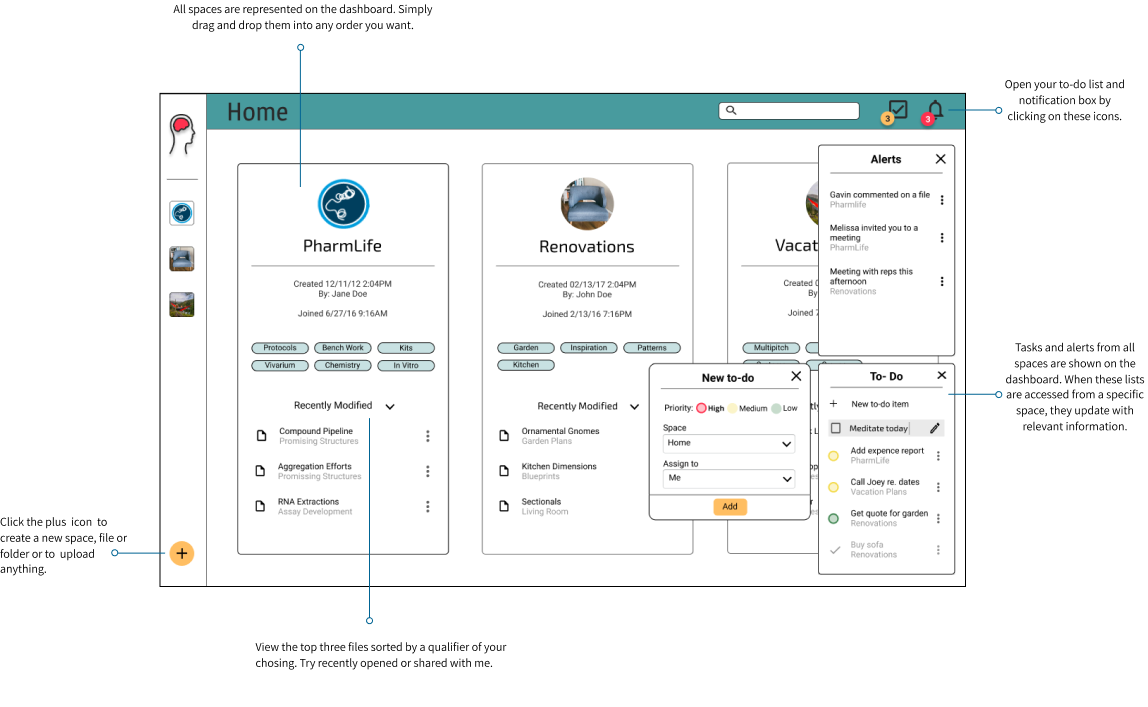 All spaces are represented on the dashboard. Simply
drag and drop them into any order you want.
Open your to-do list and
notification box by
clicking on these icons.
Home
3
3
PharmLife
Created 12/11/12 2:04PM
By: Jane Doe
Joined 6/27/16 9:16AM
Protocols
Bench Work
Kits
Vivarium
Chemistry
In Vitro
Recently Modified
Compound Pipeline
Promising Structures
Aggregation Efforts
Promissing Structures
RNA Extractions
Assay Development
Renovations
Created 02/13/17 2:04PM
By: John Doe
Joined 2/13/16 7:16PM
Garden
Inspiration
Patterns
Kitchen
Recently Modified
Ornamental Gnomes
Garden Plans
Kitchen Dimensions
Blueprints
Sectionals
Living Room
Vacat
Created
Joined 7
Multipitch
Alerts
Gavin commented on a file
Pharmlife
Melissa invited you to a
meeting
PharmLife
Meeting with reps this
afternoon
Renovations
New to-do
Priority: High Medium Low
Space
Home
Assign to
Me
Add
To- Do
New to-do item
Meditate today
Add expence report
PharmLife
Call Joey re. dates
Vacation Plans
Get quote for garden
Renovations
Buy sofa
Renovations
Tasks and alerts from all
spaces are shown on the
dashboard. When these lists
are accessed from a specific
space, they update with
relevant information.
Click the plus icon to
create a new space, file or
folder or to upload
anything.
View the top three files sorted by a qualifier of your
chosing. Try recently opened or shared with me.